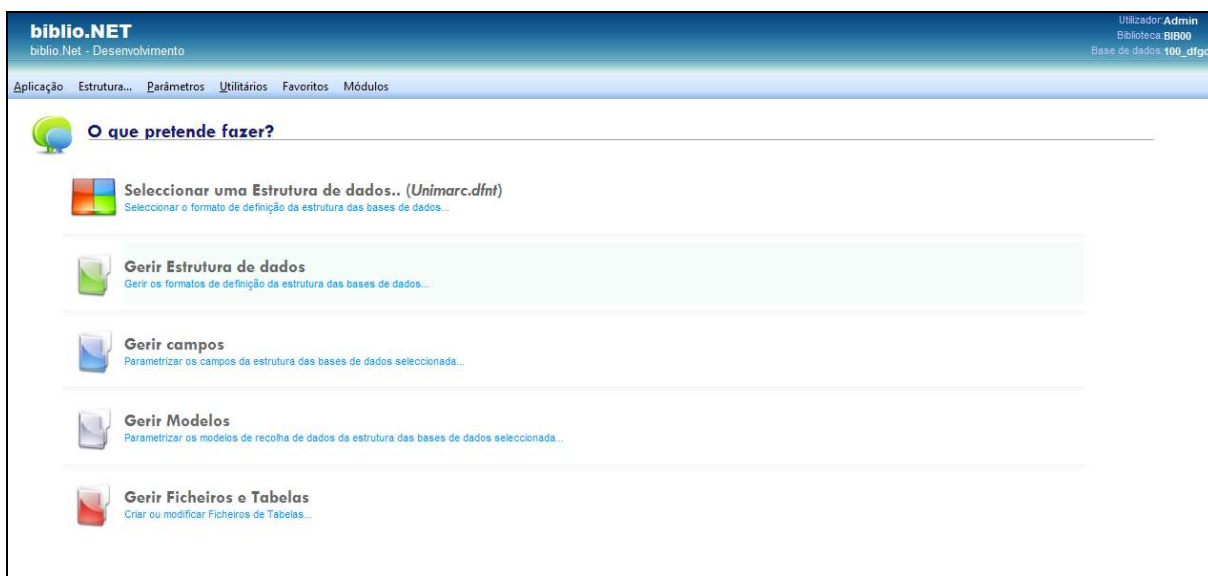 biblio.NET
biblio.Net - Desenvolvimento
Utilizador: Admin
Biblioteca: BIB00
Base de dados: 100_dfgc
Aplicação Estrutura... Parâmetros Utilitários Favoritos Módulos
O que pretende fazer?
Seleccionar uma Estrutura de dados.. (Unimarc.dfnt)
Seleccionar o formato de definição da estrutura das bases de dados...
Gerir Estrutura de dados
Gerir os formatos de definição da estrutura das bases de dados...
Gerir campos
Parametrizar os campos da estrutura das bases de dados seleccionada...
Gerir Modelos
Parametrizar os modelos de recolha de dados da estrutura das bases de dados seleccionada...
Gerir Ficheiros e Tabelas
Criar ou modificar Ficheiros de Tabelas...